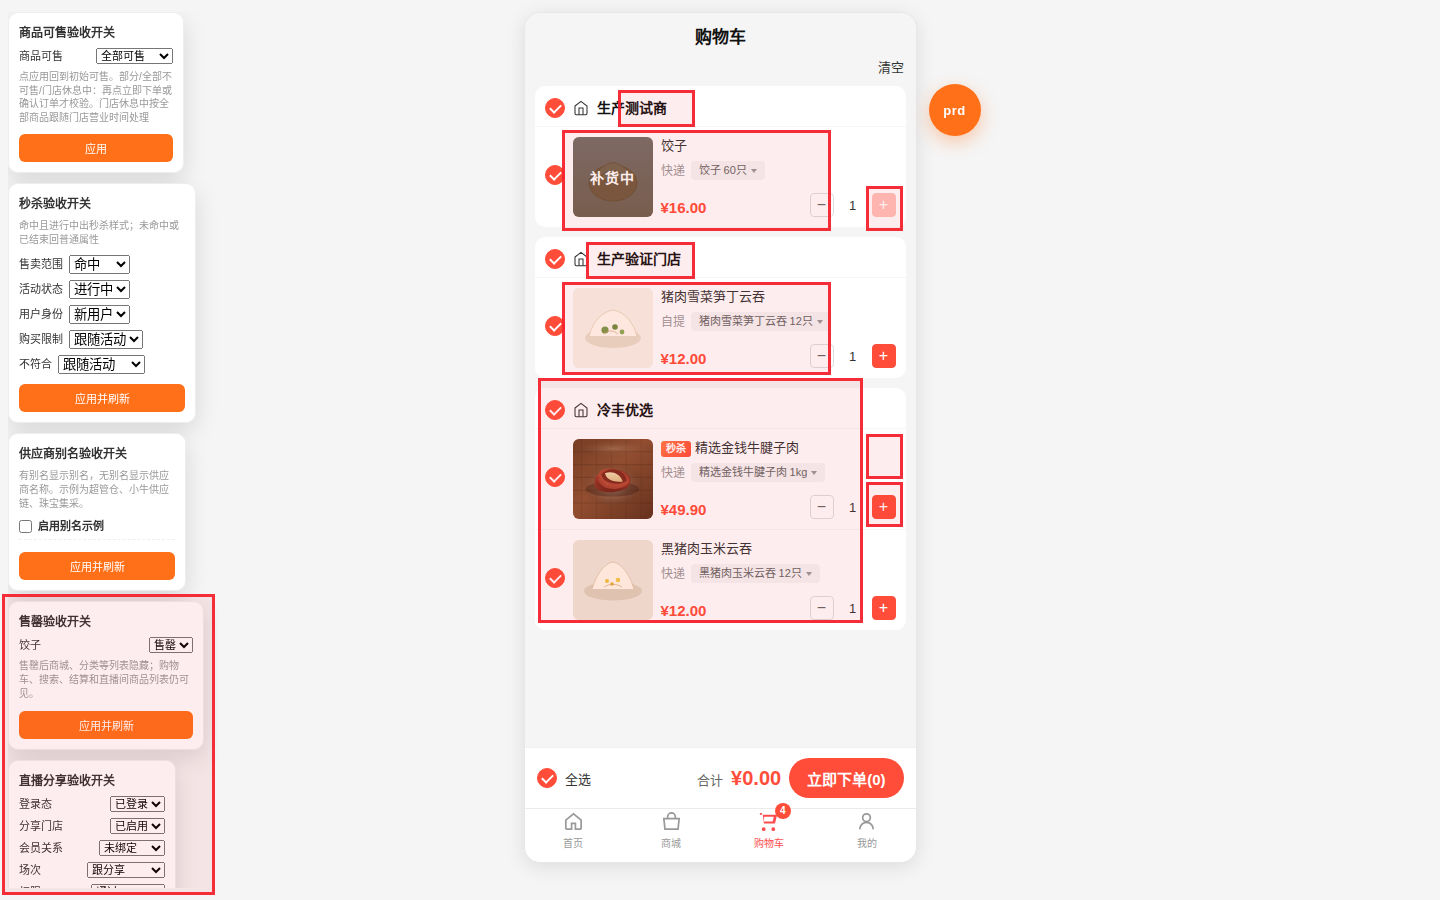 商品可售验收开关
商品可售 全部可售
点应用回到初始可售。部分/全部不
可售/门店休息中：再点立即下单或
确认订单才校验。门店休息中按全
部商品跟随门店营业时间处理
应用
秒杀验收开关
命中且进行中出秒杀样式；未命中或
已结束回普通属性
售卖范围 命中
活动状态 进行中
用户身份 新用户
购买限制 跟随活动
不符合 跟随活动
应用并刷新
供应商别名验收开关
有别名显示别名，无别名显示供应
商名称。示例为超管仓、小牛供应
链、珠宝集采。
启用别名示例
应用并刷新
售罄验收开关
饺子 售罄
售罄后商城、分类等列表隐藏；购物
车、搜索、结算和直播间商品列表仍可
见。
应用并刷新
直播分享验收开关
登录态 已登录
分享门店 已启用
会员关系 未绑定
场次 跟分享
购物车
清空
生产测试商
补货中
饺子
快递 饺子 60只
¥16.00
− 1 +
生产验证门店
猪肉雪菜笋丁云吞
自提 猪肉雪菜笋丁云吞 12只
¥12.00
− 1 +
冷丰优选
秒杀 精选金钱牛腱子肉
快递 精选金钱牛腱子肉 1kg
¥49.90
− 1 +
黑猪肉玉米云吞
快递 黑猪肉玉米云吞 12只
¥12.00
− 1 +
全选 合计 ¥0.00 立即下单(0)
4
首页 商城 购物车 我的
prd